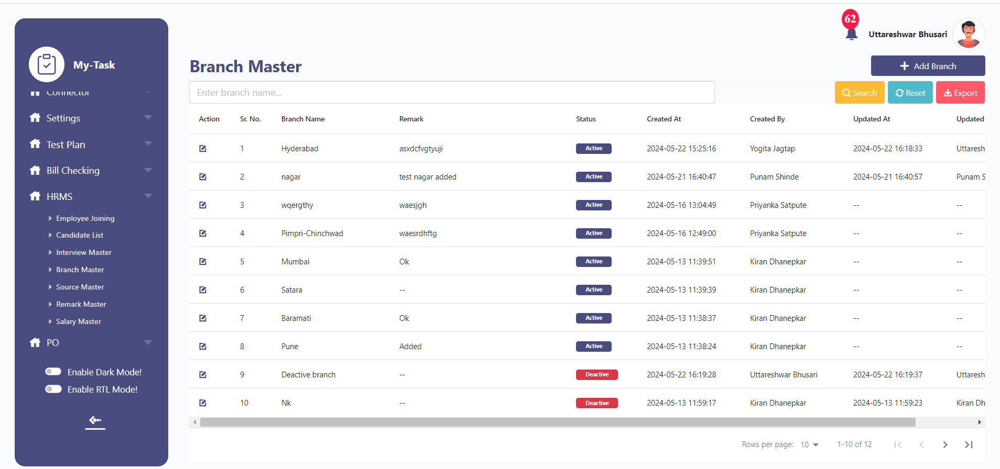 62
Uttareshwar Bhusari
My-Task
Connector
Settings
Test Plan
Bill Checking
HRMS
Employee Joining
Candidate List
Interview Master
Branch Master
Source Master
Remark Master
Salary Master
PO
Enable Dark Mode!
Enable RTL Mode!
Branch Master
Add Branch
Enter branch name...
Search Reset Export
Action Sr. No. Branch Name Remark Status Created At Created By Updated At Updated
1 Hyderabad asxdcfvgtyuji Active 2024-05-22 15:25:16 Yogita Jagtap 2024-05-22 16:18:33 Uttaresh
2 nagar test nagar added Active 2024-05-21 16:40:47 Punam Shinde 2024-05-21 16:40:57 Punam S
3 wqergthy waesjgh Active 2024-05-16 13:04:49 Priyanka Satpute -- --
4 Pimpri-Chinchwad waesrdhftg Active 2024-05-16 12:49:00 Priyanka Satpute -- --
5 Mumbai Ok Active 2024-05-13 11:39:51 Kiran Dhanepkar -- --
6 Satara -- Active 2024-05-13 11:39:39 Kiran Dhanepkar -- --
7 Baramati Ok Active 2024-05-13 11:38:37 Kiran Dhanepkar -- --
8 Pune Added Active 2024-05-13 11:38:24 Kiran Dhanepkar -- --
9 Deactive branch -- Deactive 2024-05-22 16:19:28 Uttareshwar Bhusari 2024-05-22 16:19:37 Uttaresh
10 Nk -- Deactive 2024-05-13 11:59:17 Kiran Dhanepkar 2024-05-13 11:59:23 Kiran Dh
Rows per page: 10 1-10 of 12